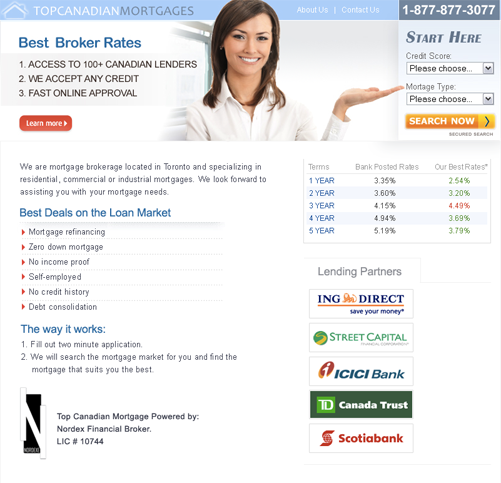 TOPCANADIANMORTGAGES
About Us | Contact Us
1-877-877-3077
Best Broker Rates
1. ACCESS TO 100+ CANADIAN LENDERS
2. WE ACCEPT ANY CREDIT
3. FAST ONLINE APPROVAL
Learn more
START HERE
Credit Score:
Please choose...
Mortage Type:
Please choose...
SEARCH NOW
SECURED SEARCH
We are mortgage brokerage located in Toronto and specializing in
residential, commercial or industrial mortgages. We look forward to
assisting you with your mortgage needs.
Best Deals on the Loan Market
Mortgage refinancing
Zero down mortgage
No income proof
Self-employed
No credit history
Debt consolidation
The way it works:
1. Fill out two minute application.
2. We will search the mortgage market for you and find the
mortgage that suits you the best.
N
NORDEX
Top Canadian Mortgage Powered by:
Nordex Financial Broker.
LIC # 10744
Terms Bank Posted Rates Our Best Rates*
1 YEAR 3.35% 2.54%
2 YEAR 3.60% 3.20%
3 YEAR 4.15% 4.49%
4 YEAR 4.94% 3.69%
5 YEAR 5.19% 3.79%
Lending Partners
ING DIRECT
save your money*
STREET CAPITAL
FINANCIAL CORPORATION
ICICI Bank
TD Canada Trust
Scotiabank